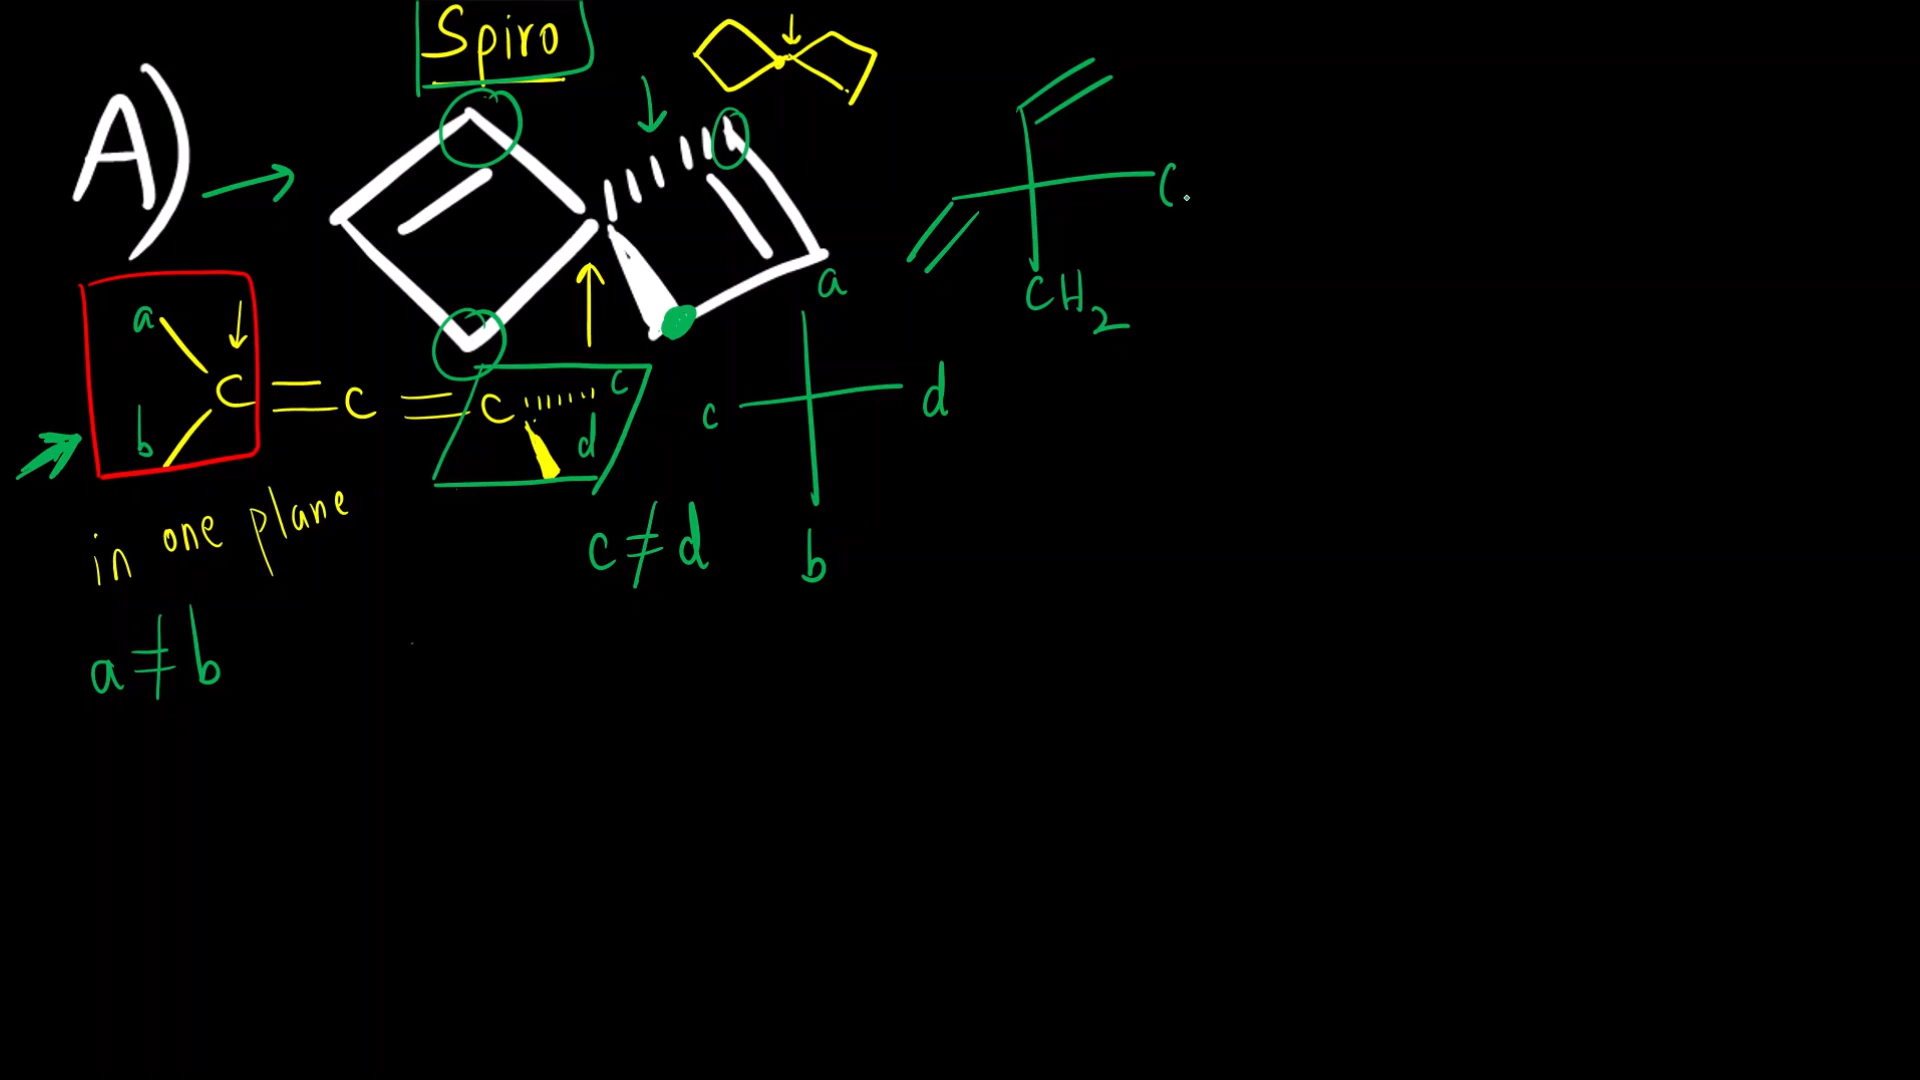 Spiro
A)
a
b
C = C = C
c
d
in one plane
a ≠ b
c ≠ d
a
c
d
b
C
CH2